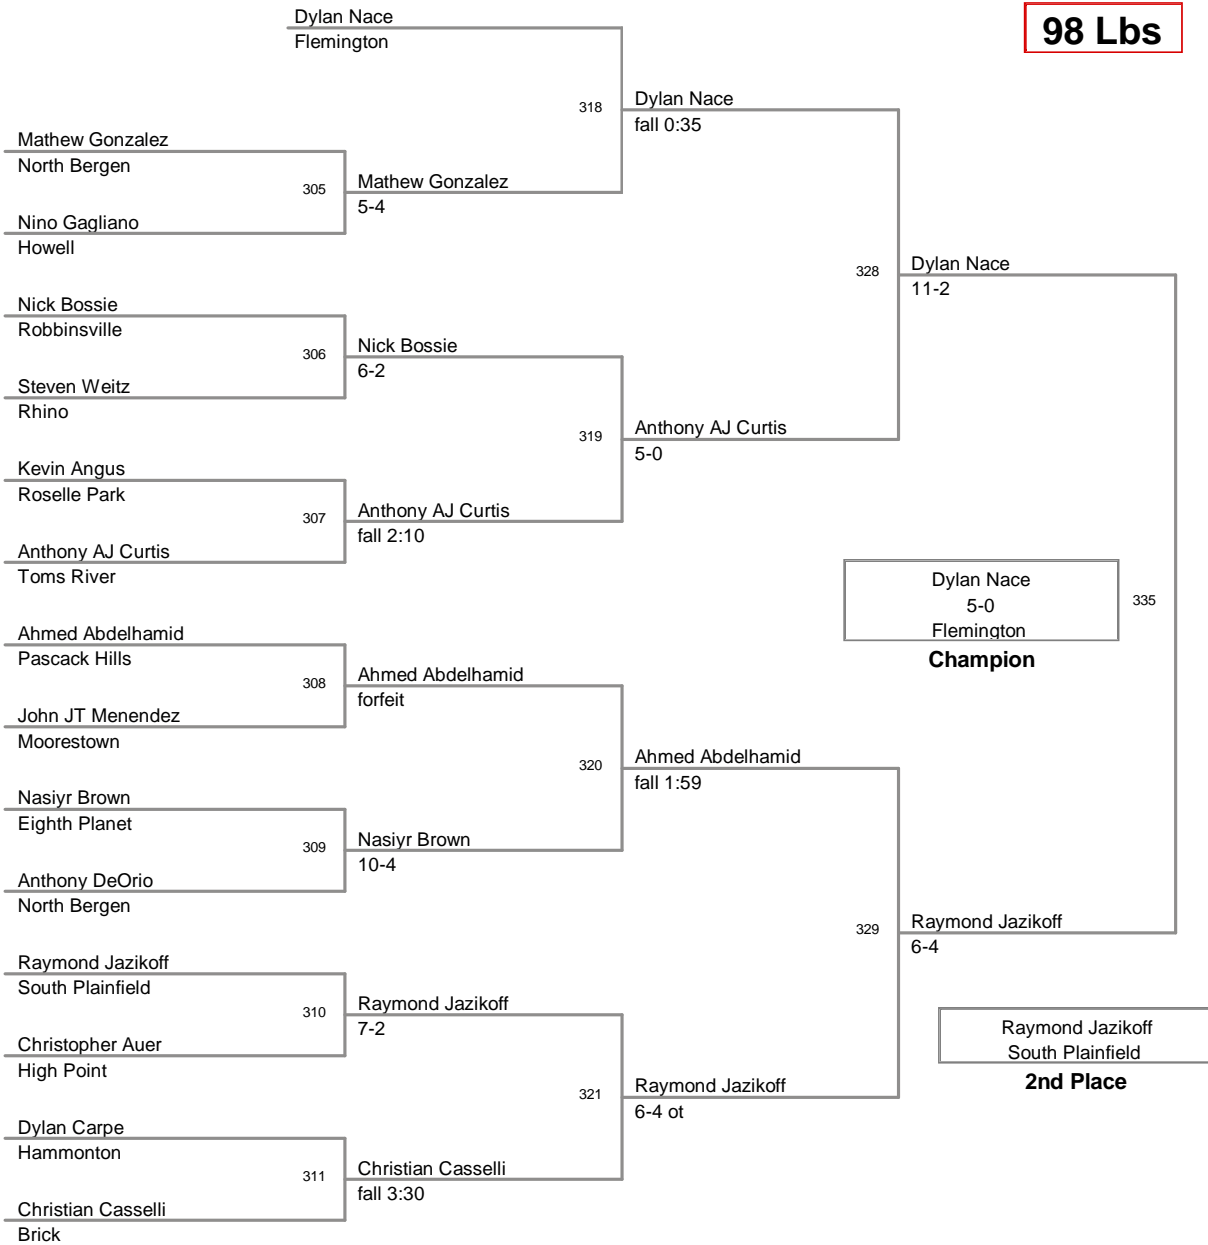 98 Lbs
Dylan Nace
Flemington
318
Dylan Nace
fall 0:35
Mathew Gonzalez
North Bergen
305
Mathew Gonzalez
5-4
Nino Gagliano
Howell
328
Dylan Nace
11-2
Nick Bossie
Robbinsville
306
Nick Bossie
6-2
Steven Weitz
Rhino
319
Anthony AJ Curtis
5-0
Kevin Angus
Roselle Park
307
Anthony AJ Curtis
fall 2:10
Anthony AJ Curtis
Toms River
Dylan Nace
5-0
Flemington
Champion
335
Ahmed Abdelhamid
Pascack Hills
308
Ahmed Abdelhamid
forfeit
John JT Menendez
Moorestown
320
Ahmed Abdelhamid
fall 1:59
Nasiyr Brown
Eighth Planet
309
Nasiyr Brown
10-4
Anthony DeOrio
North Bergen
329
Raymond Jazikoff
6-4
Raymond Jazikoff
South Plainfield
310
Raymond Jazikoff
7-2
Christopher Auer
High Point
Raymond Jazikoff
South Plainfield
2nd Place
321
Raymond Jazikoff
6-4 ot
Dylan Carpe
Hammonton
311
Christian Casselli
fall 3:30
Christian Casselli
Brick